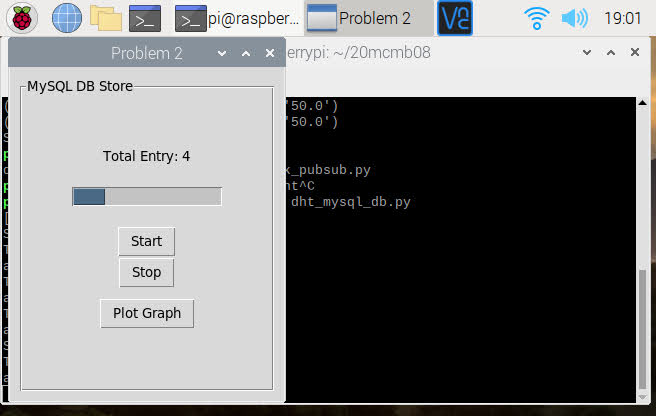 pi@raspber...
Problem 2
19:01
Problem 2
errypi: ~/20mcmb08
MySQL DB Store
'50.0')
'50.0')
Total Entry: 4
k_pubsub.py
nt^C
dht_mysql_db.py
Start
Stop
Plot Graph